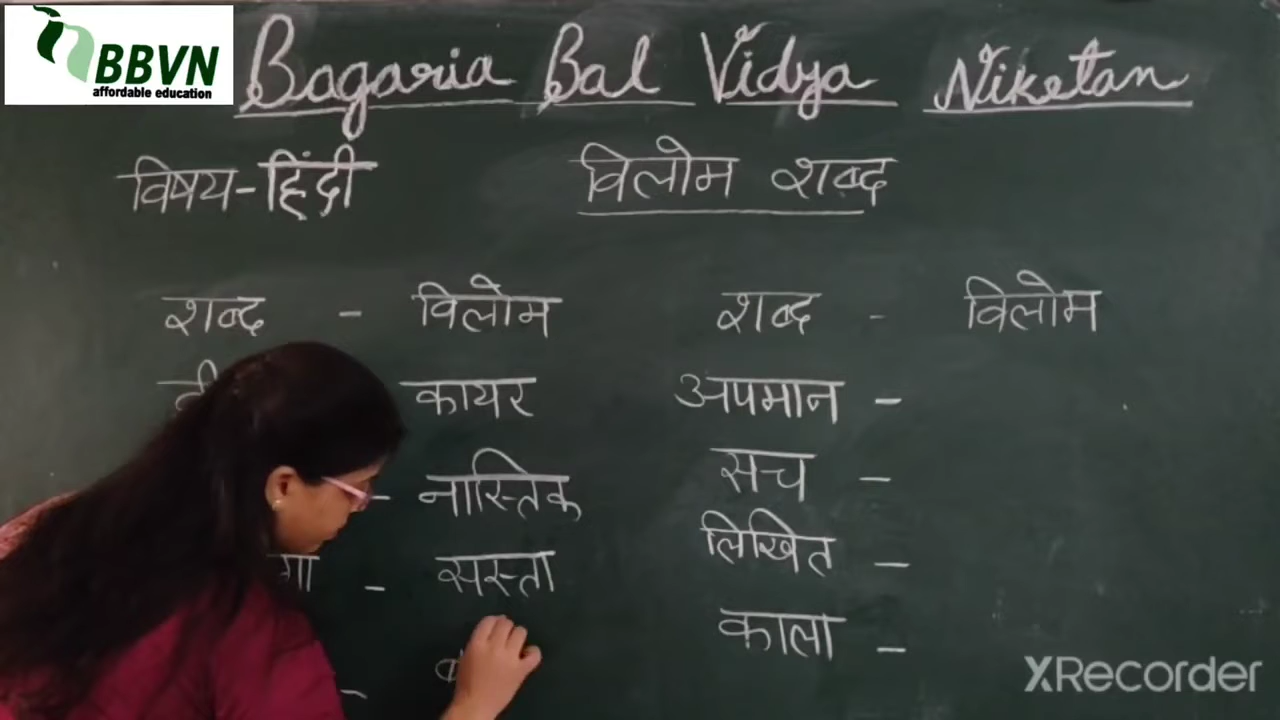 BBVN
affordable education
Bagaria Bal Vidya Niketan
विषय-हिंदी
विलोम शब्द
शब्द - विलोम
कायर
- नास्तिक
- सस्ता
-
शब्द - विलोम
अपमान -
सच -
लिखित -
काला -
XRecorder